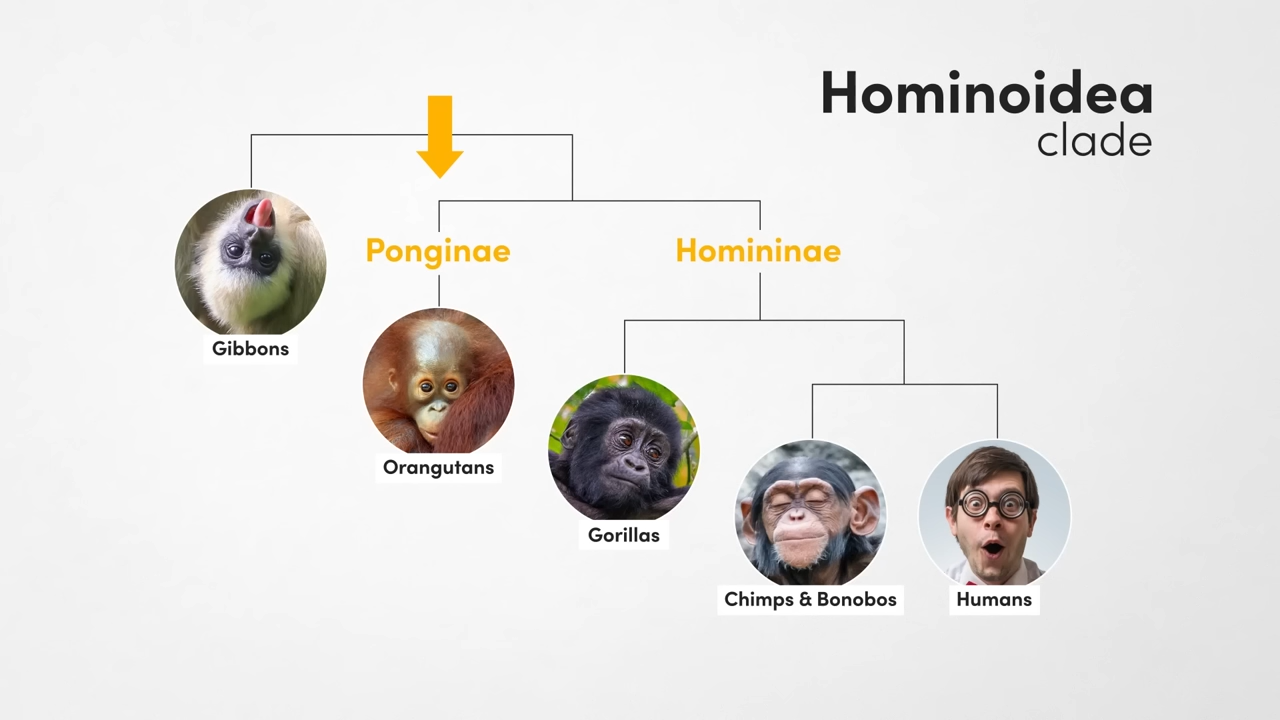 Hominoidea
clade
Ponginae
Homininae
Gibbons
Orangutans
Gorillas
Chimps & Bonobos
Humans